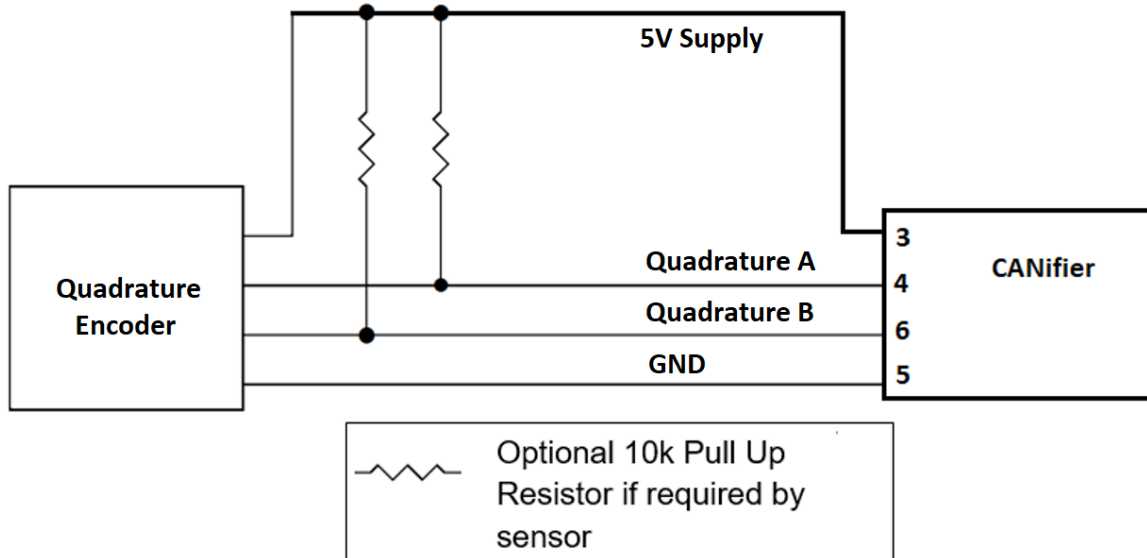 5V Supply
3
Quadrature A
4
CANifier
Quadrature
Encoder
Quadrature B
6
GND
5
Optional 10k Pull Up
Resistor if required by
sensor